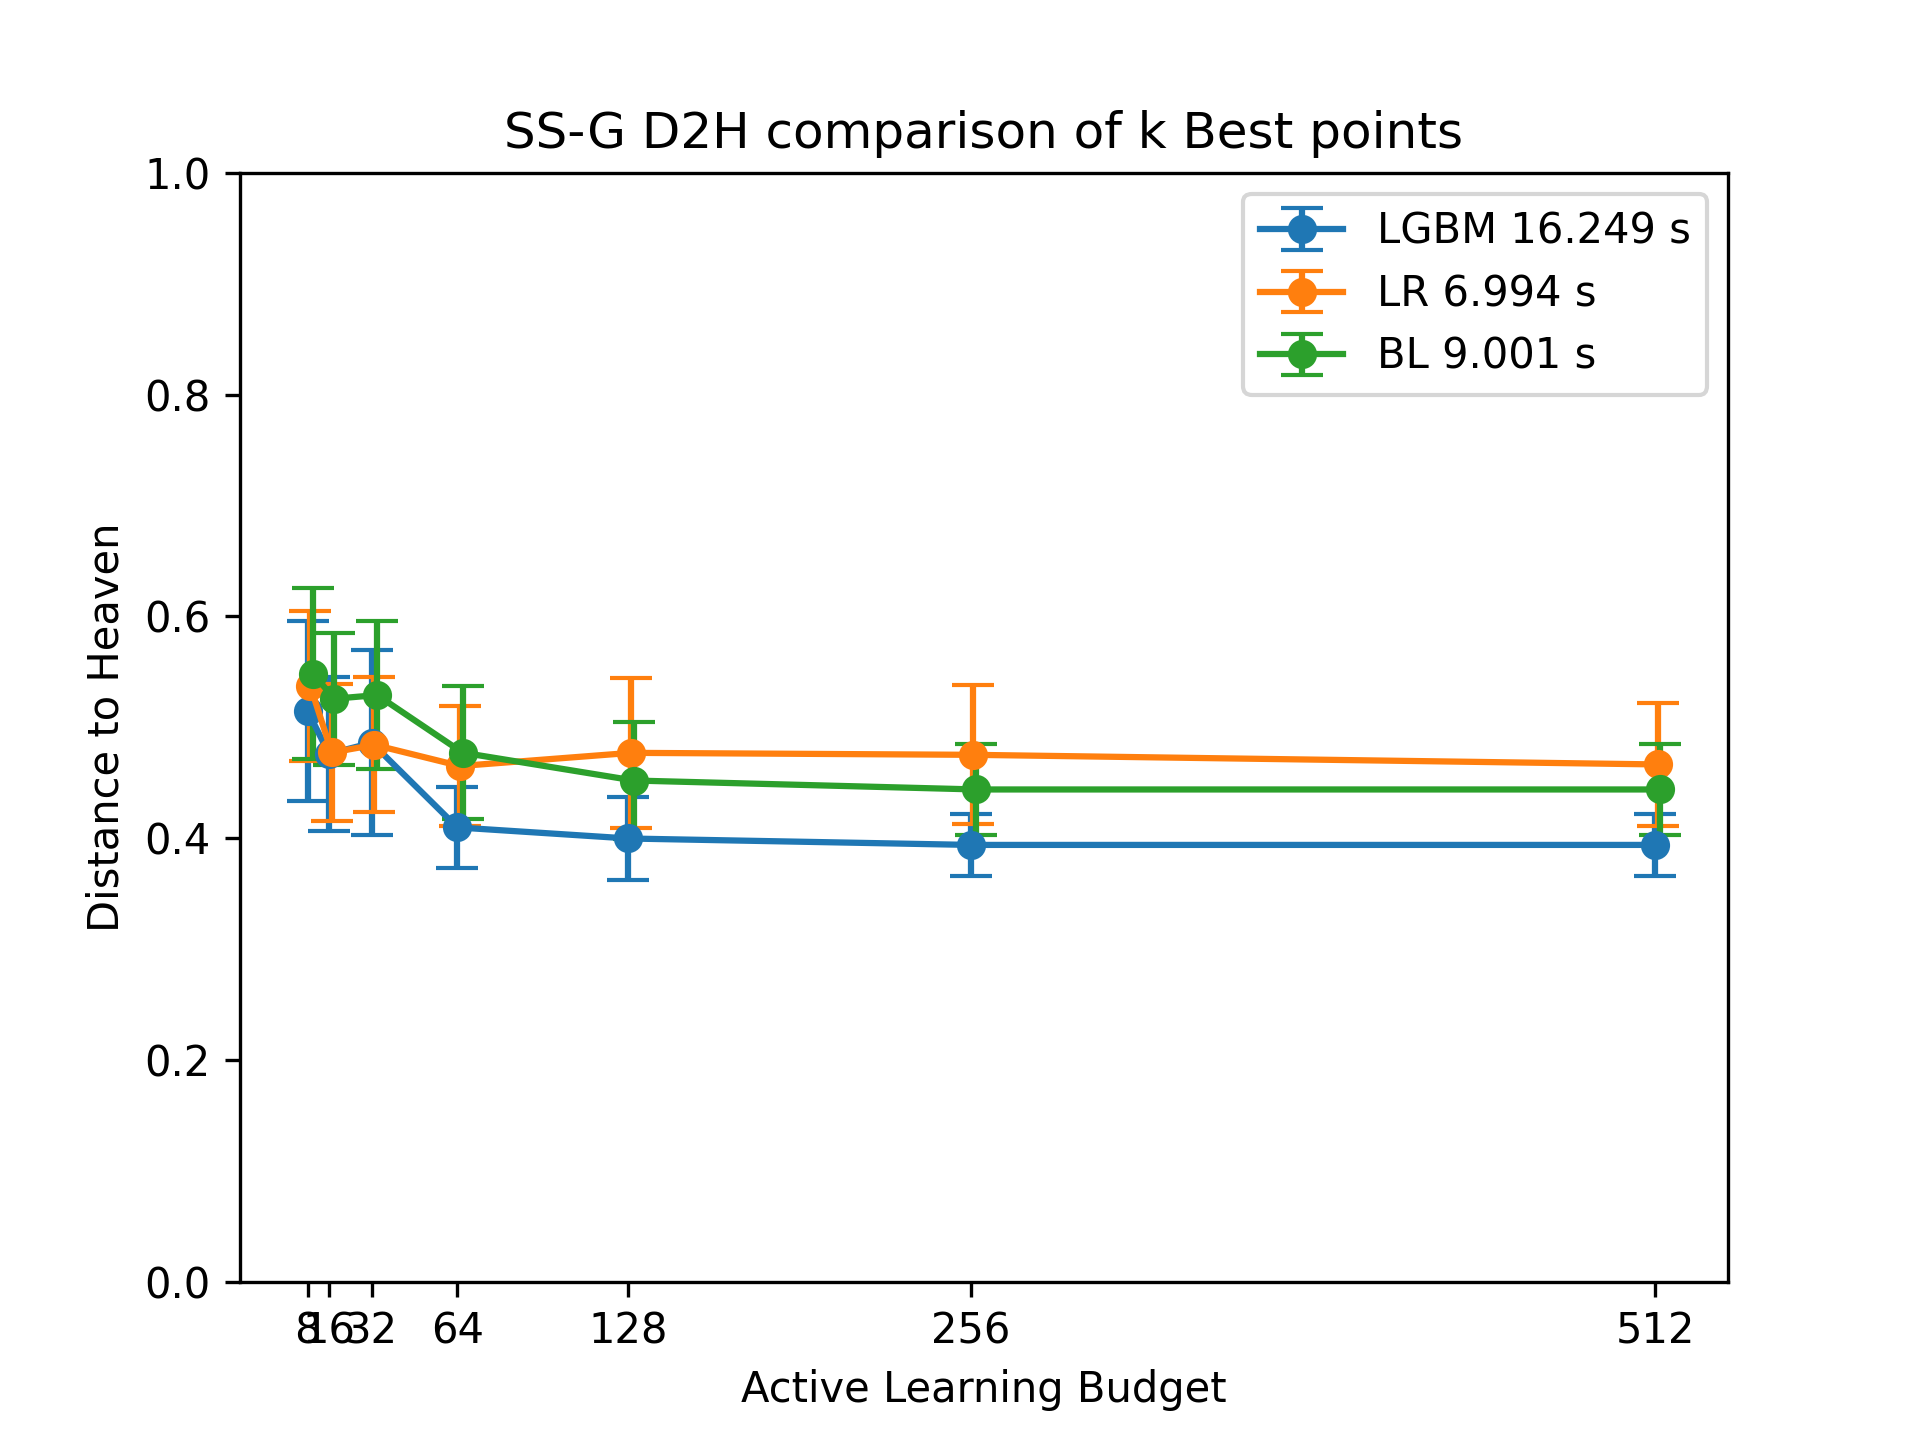 SS-G D2H comparison of k Best points
1.0
0.8
0.6
0.4
0.2
0.0
Distance to Heaven
LGBM 16.249 s
LR 6.994 s
BL 9.001 s
8 16 32 64 128 256 512
Active Learning Budget